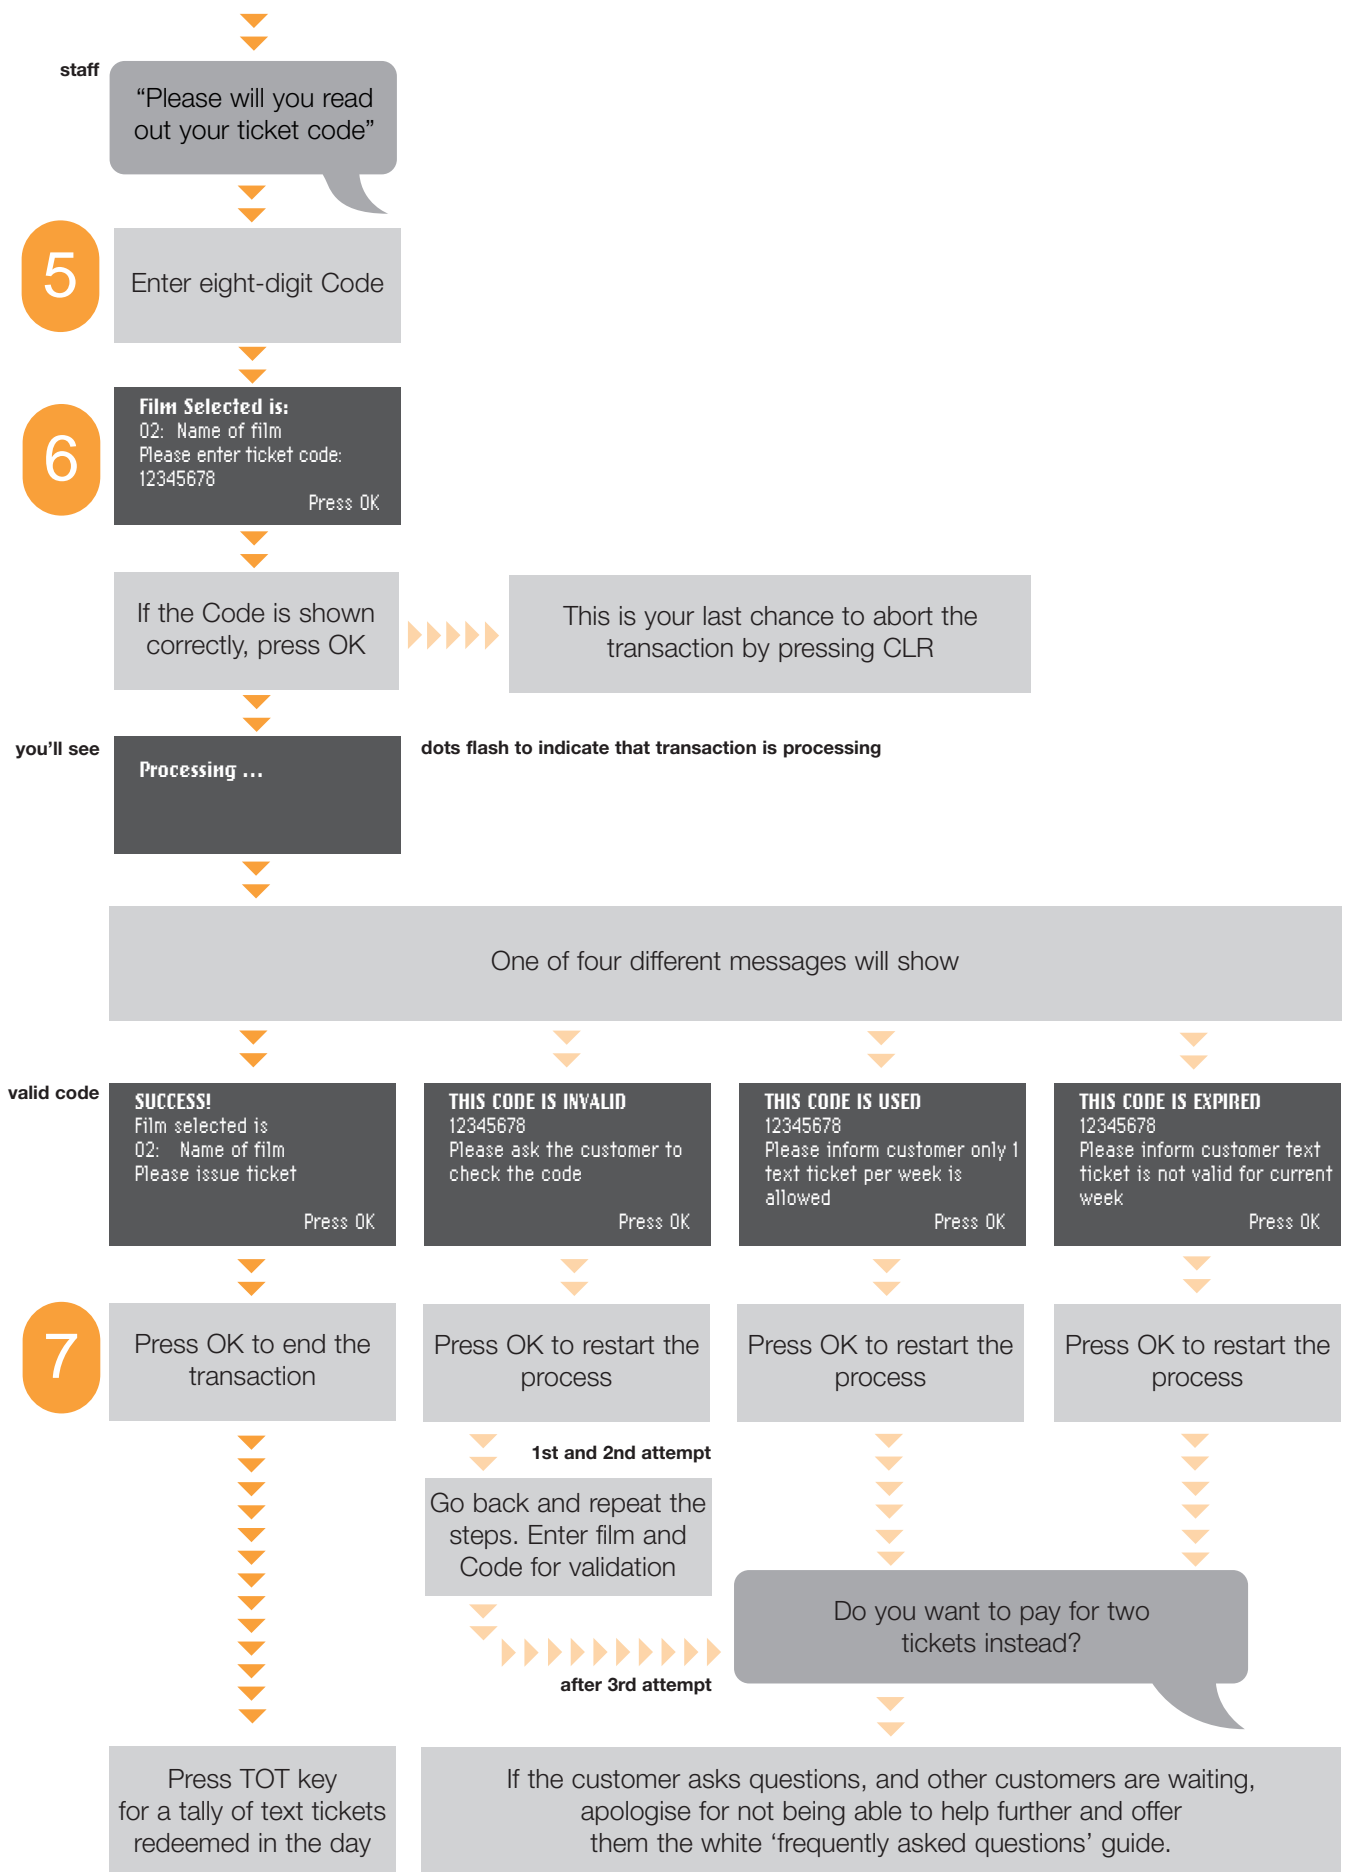 staff
“Please will you read
out your ticket code”
5
Enter eight-digit Code
6
Film Selected is:
02: Name of film
Please enter ticket code:
12345678
Press OK
If the Code is shown
correctly, press OK
This is your last chance to abort the
transaction by pressing CLR
you’ll see
Processing ...
dots flash to indicate that transaction is processing
One of four different messages will show
valid code
SUCCESS!
Film selected is
02: Name of film
Please issue ticket
Press OK
THIS CODE IS INVALID
12345678
Please ask the customer to
check the code
Press OK
THIS CODE IS USED
12345678
Please inform customer only 1
text ticket per week is
allowed
Press OK
THIS CODE IS EXPIRED
12345678
Please inform customer text
ticket is not valid for current
week
Press OK
7
Press OK to end the
transaction
Press OK to restart the
process
Press OK to restart the
process
Press OK to restart the
process
1st and 2nd attempt
Go back and repeat the
steps. Enter film and
Code for validation
after 3rd attempt
Do you want to pay for two
tickets instead?
Press TOT key
for a tally of text tickets
redeemed in the day
If the customer asks questions, and other customers are waiting,
apologise for not being able to help further and offer
them the white ‘frequently asked questions’ guide.